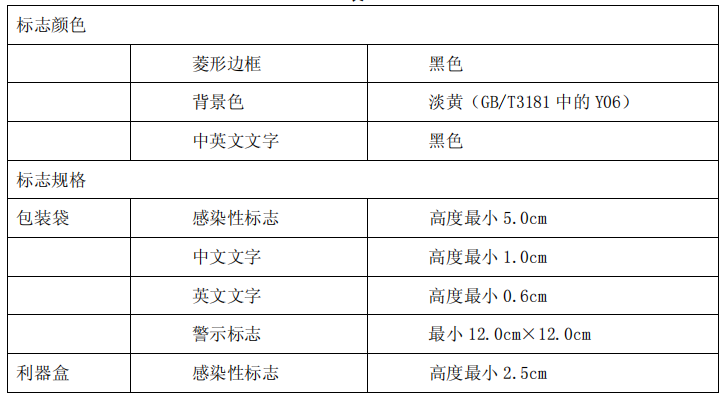 标志颜色
菱形边框 黑色
背景色 淡黄（GB/T3181 中的 Y06）
中英文文字 黑色
标志规格
包装袋 感染性标志 高度最小 5.0cm
中文文字 高度最小 1.0cm
英文文字 高度最小 0.6cm
警示标志 最小 12.0cm×12.0cm
利器盒 感染性标志 高度最小 2.5cm